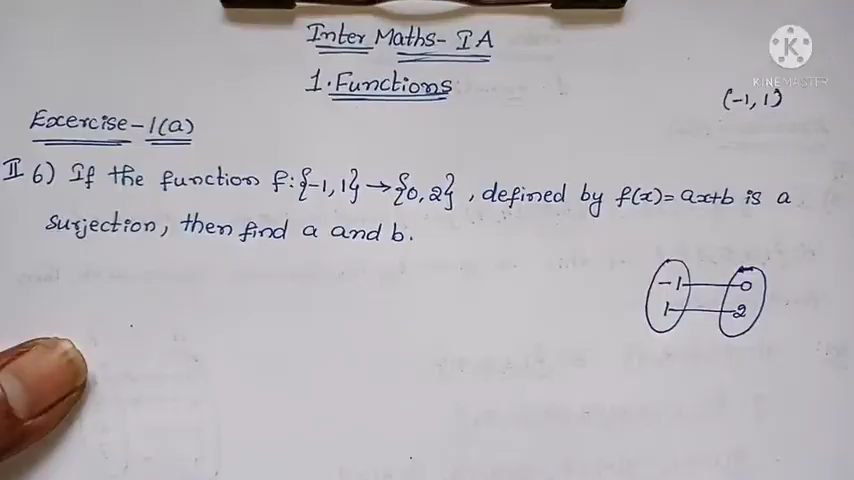 Inter Maths-IA
1. Functions
K
KINEMASTER
(-1, 1)
Exercise-1(a)
II 6) If the function f:{-1, 1} → {0, 2}, defined by f(x)= ax+b is a
surjection, then find a and b.
-1 0
1 2